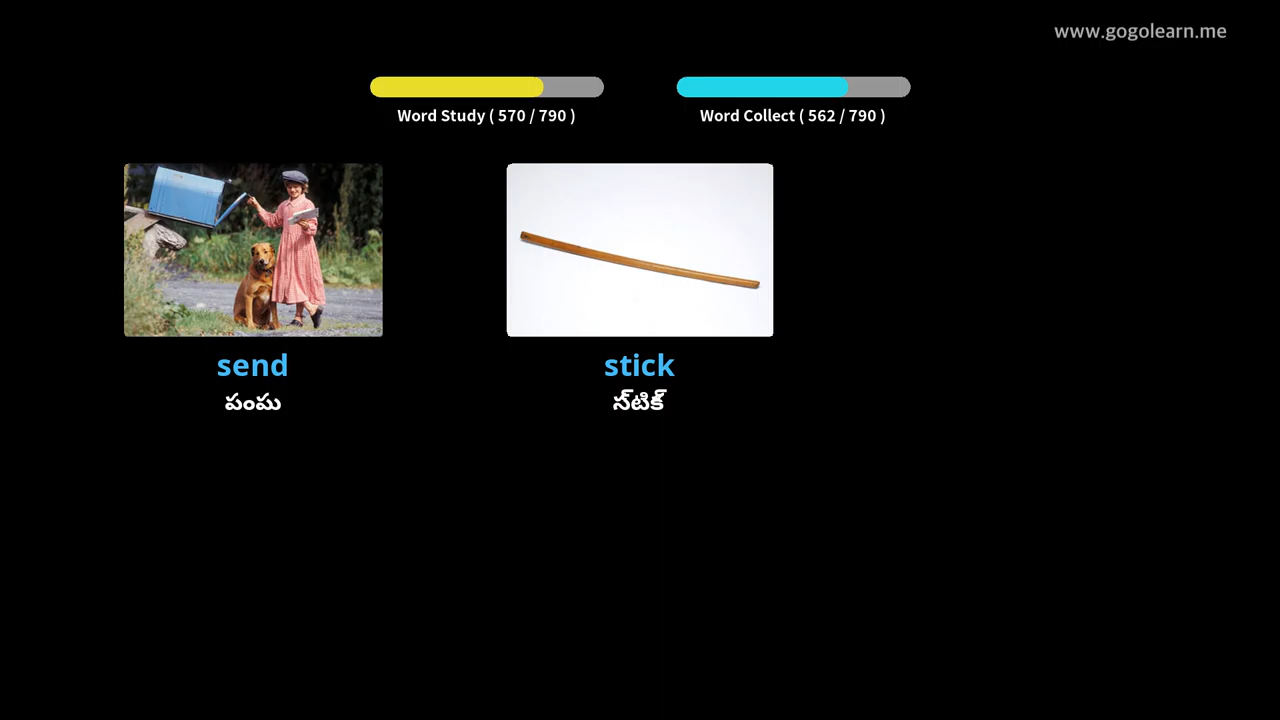 www.gogolearn.me
Word Study ( 570 / 790 )
Word Collect ( 562 / 790 )
send
పంపు
stick
స్‌టిక్